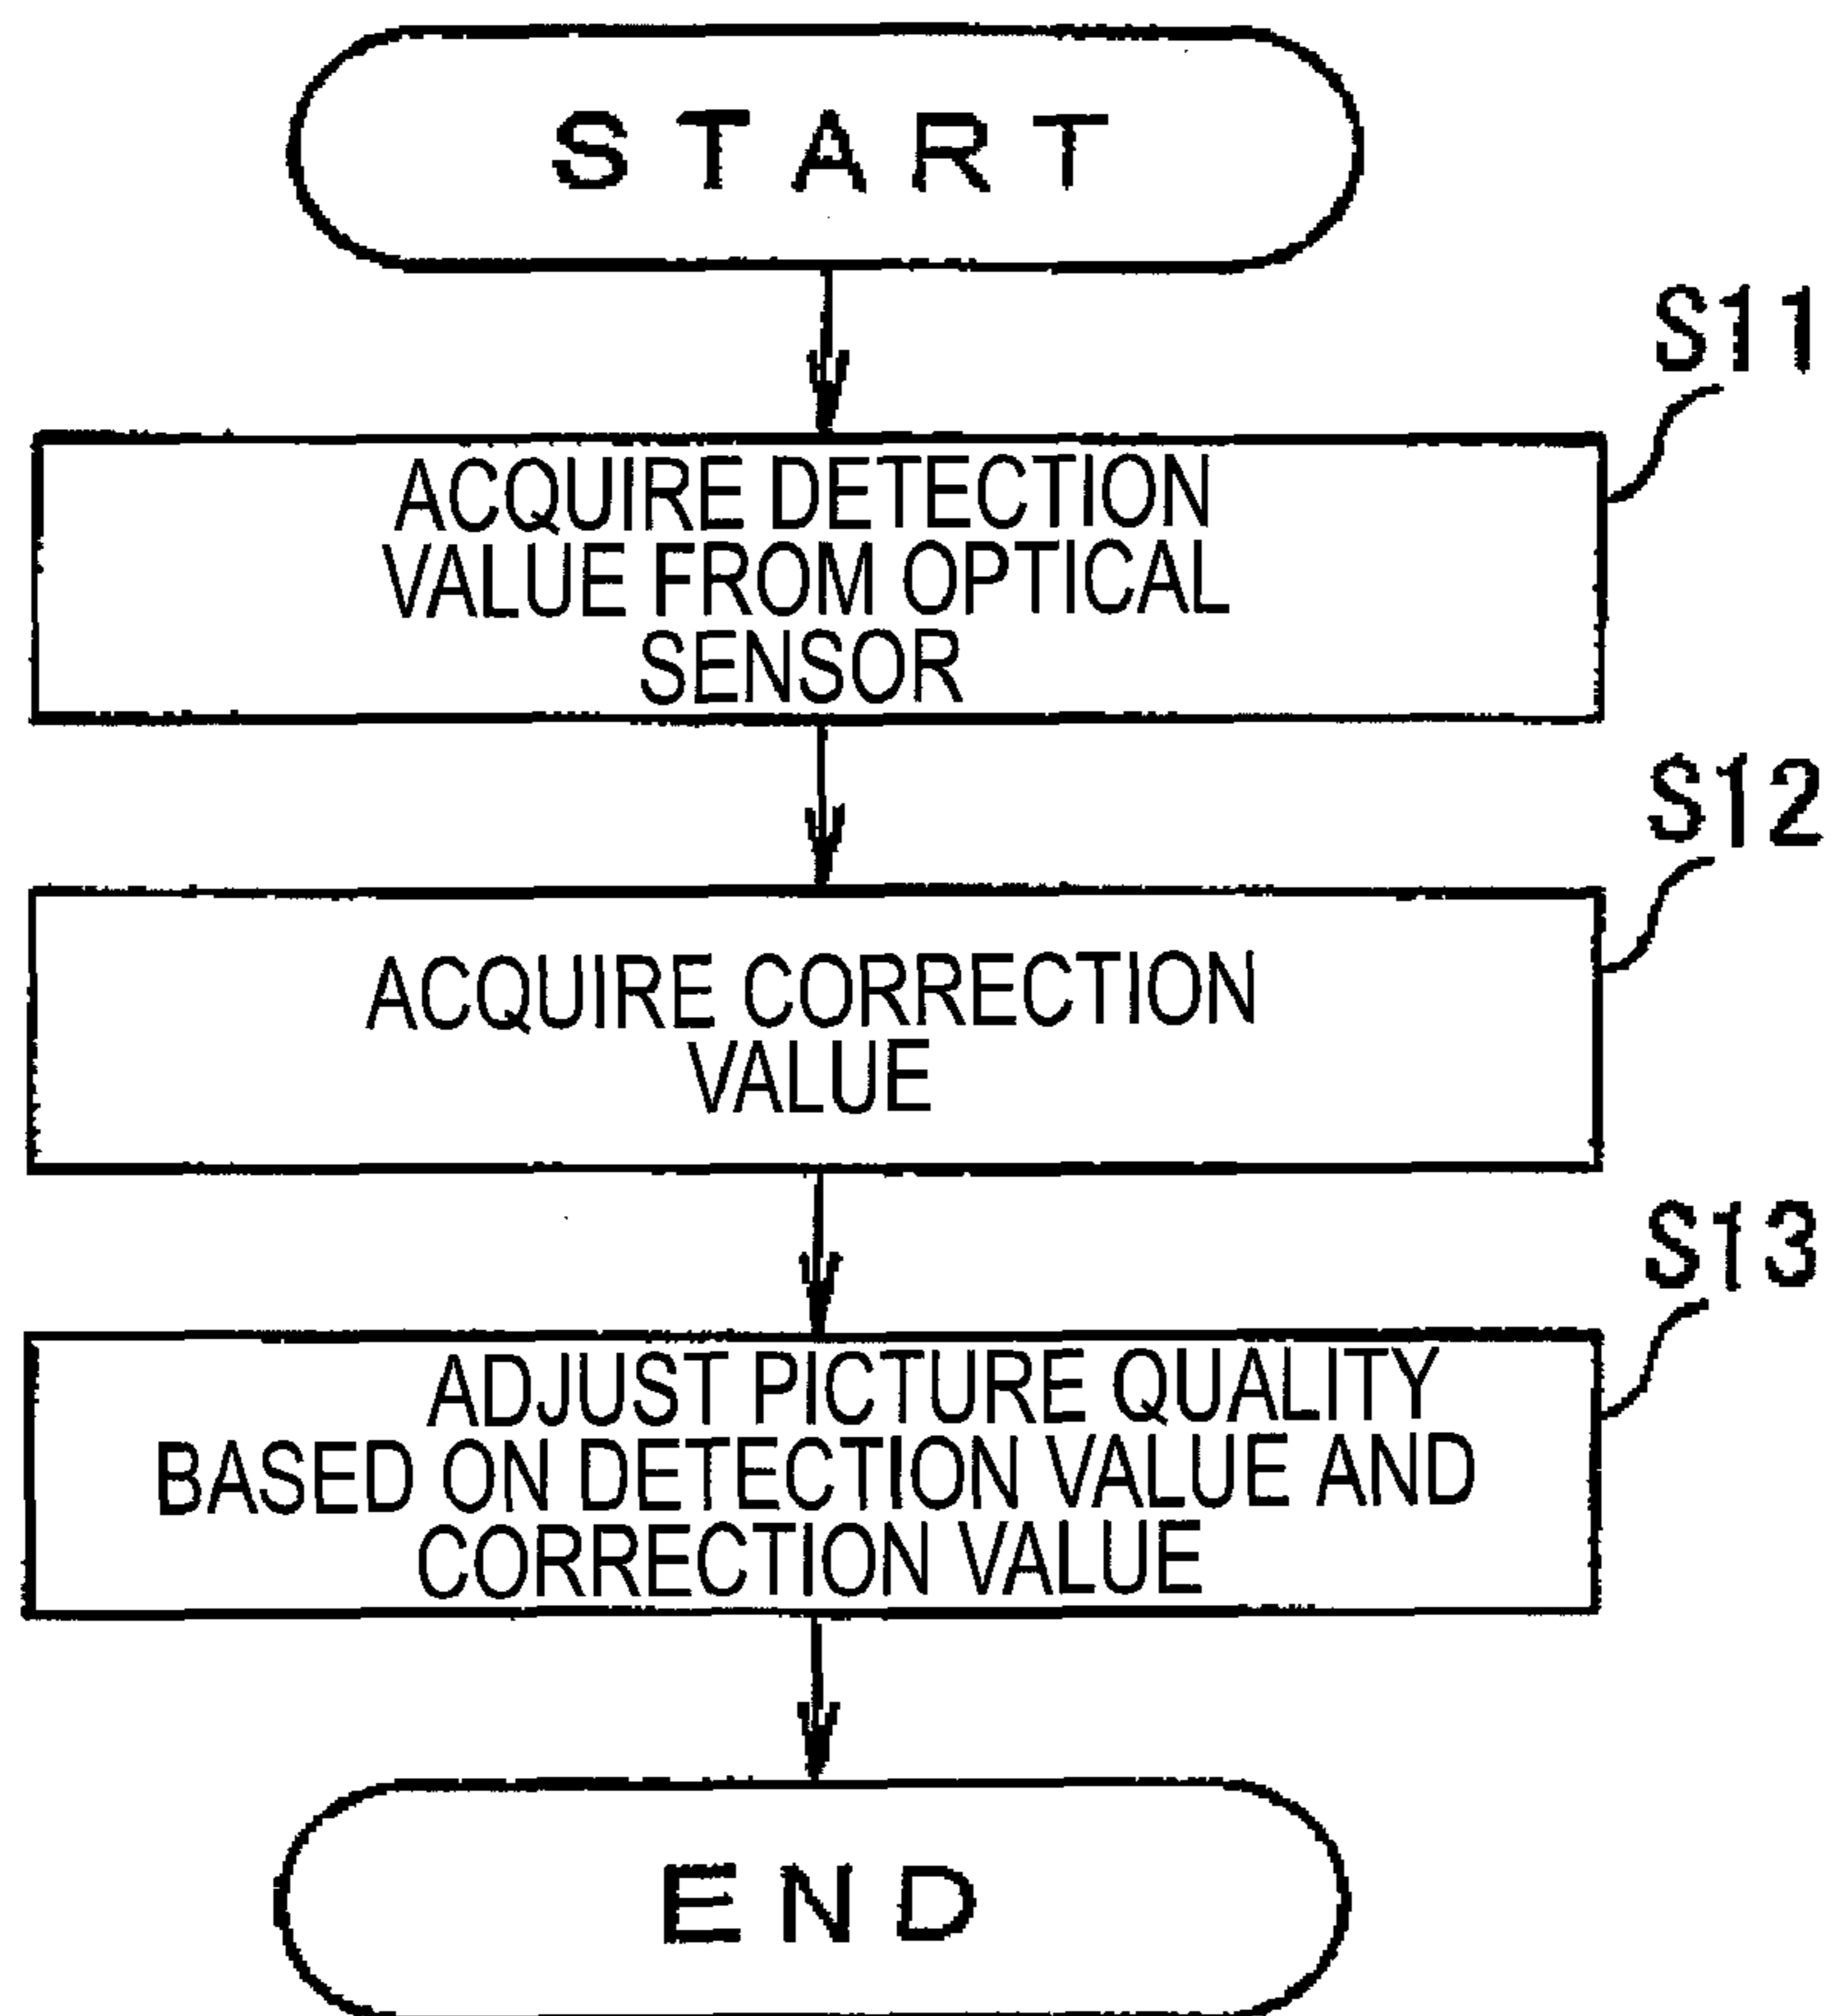 START
S11
ACQUIRE DETECTION
VALUE FROM OPTICAL
SENSOR
S12
ACQUIRE CORRECTION
VALUE
S13
ADJUST PICTURE QUALITY
BASED ON DETECTION VALUE AND
CORRECTION VALUE
END